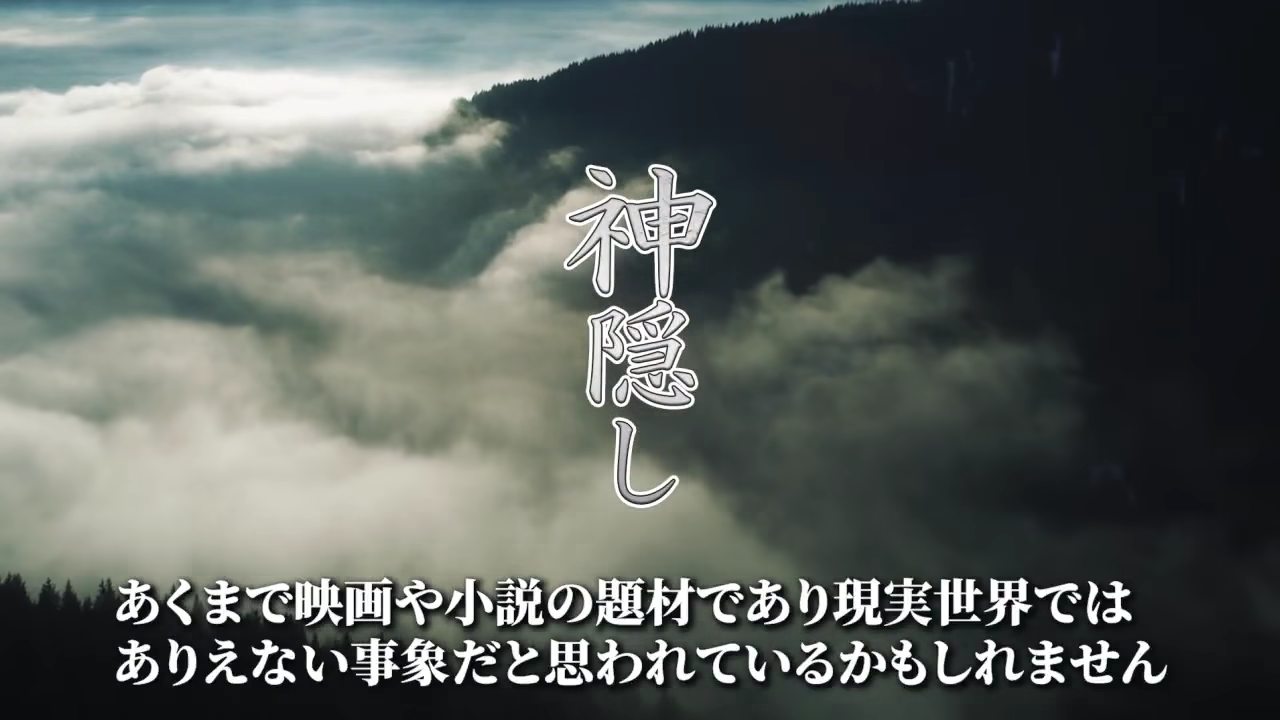 神隠し
あくまで映画や小説の題材であり現実世界では
ありえない事象だと思われているかもしれません